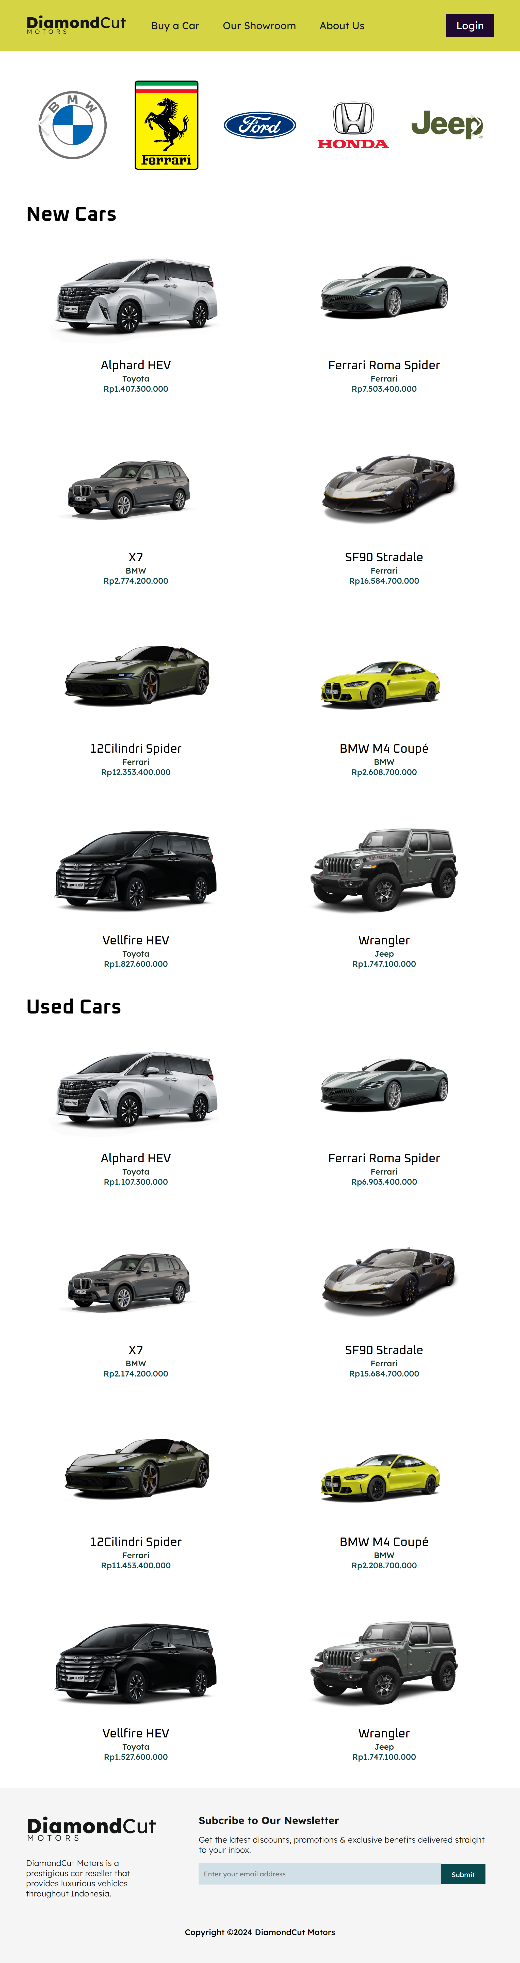 DiamondCut
MOTORS
Buy a Car
Our Showroom
About Us
Login
BMW
Ferrari
Ford
HONDA
Jeep
New Cars
Alphard HEV
Toyota
Rp1.407.300.000
Ferrari Roma Spider
Ferrari
Rp7.503.400.000
X7
BMW
Rp2.774.200.000
SF90 Stradale
Ferrari
Rp16.584.700.000
12Cilindri Spider
Ferrari
Rp12.353.400.000
BMW M4 Coupé
BMW
Rp2.608.700.000
Vellfire HEV
Toyota
Rp1.827.600.000
Wrangler
Jeep
Rp1.747.100.000
Used Cars
Alphard HEV
Toyota
Rp1.107.300.000
Ferrari Roma Spider
Ferrari
Rp6.903.400.000
X7
BMW
Rp2.174.200.000
SF90 Stradale
Ferrari
Rp15.684.700.000
12Cilindri Spider
Ferrari
Rp11.453.400.000
BMW M4 Coupé
BMW
Rp2.208.700.000
Vellfire HEV
Toyota
Rp1.527.600.000
Wrangler
Jeep
Rp1.747.100.000
DiamondCut
MOTORS
DiamondCut Motors is a
prestigious car reseller that
provides luxurious vehicles
throughout Indonesia.
Subcribe to Our Newsletter
Get the latest discounts, promotions & exclusive benefits delivered straight
to your inbox.
Enter your email address
Submit
Copyright ©2024 DiamondCut Motors